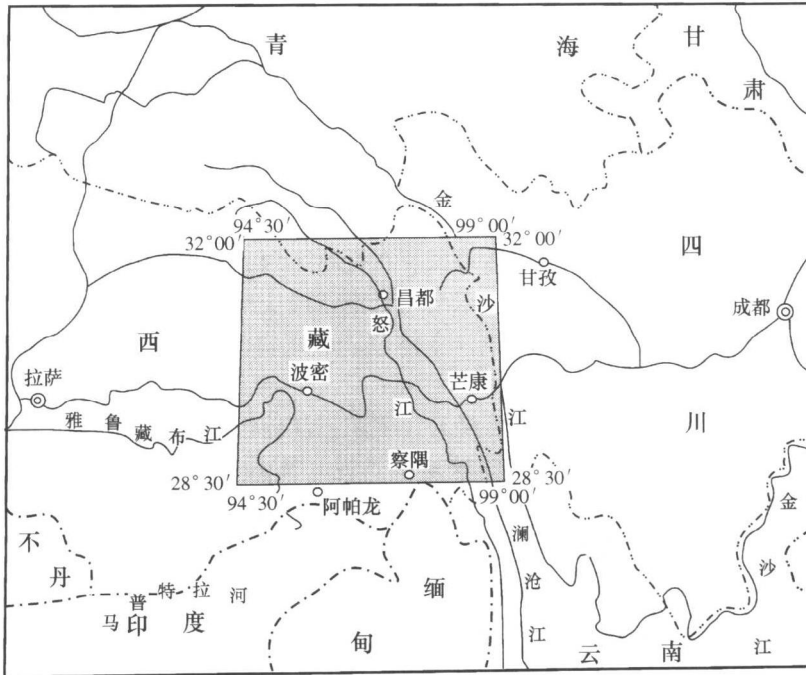 青 海 甘
肃
金
94°30′ 99°00′
32°00′ 32°00′
四
甘孜
昌都
沙
成都
怒
西 藏
拉萨
波密
芒康
雅鲁藏布江
江
江
川
察隅
28°30′ 28°30′
94°30′ 99°00′
阿帕龙
金
不
丹
澜
沙
普特拉河
马
印度
缅
沧
甸
江
云南
江